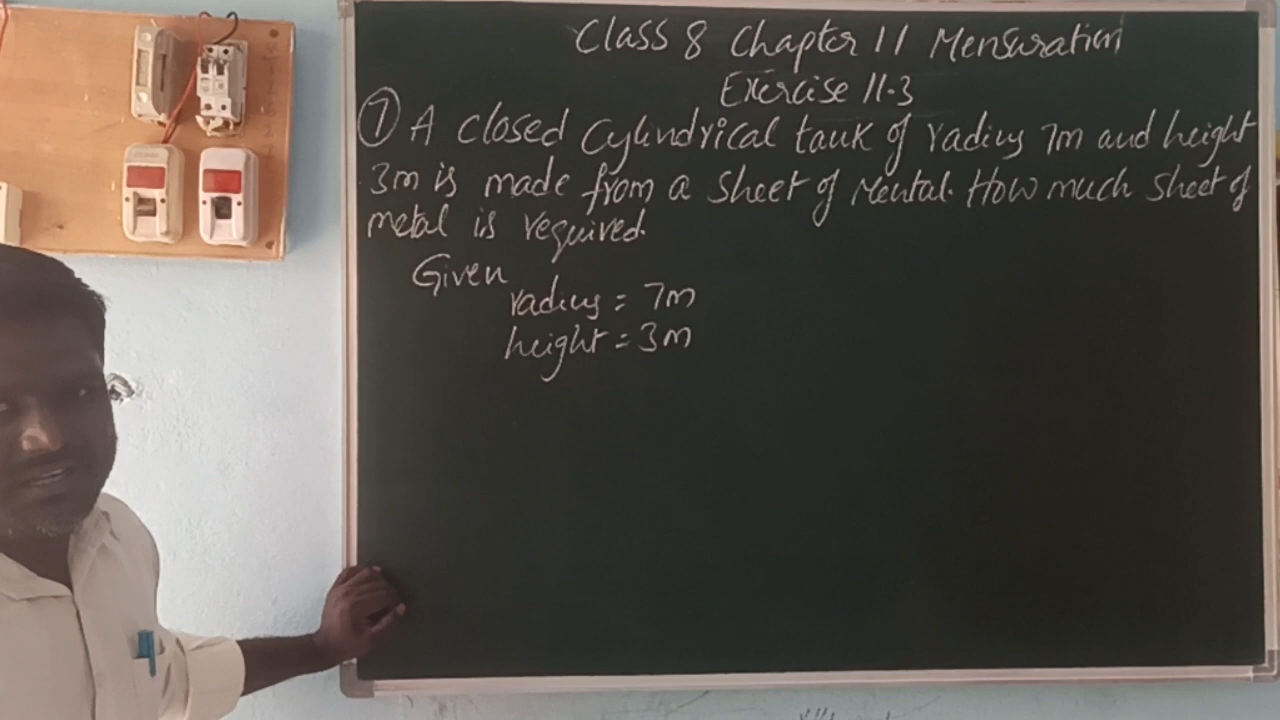 Class 8 Chapter 11 Mensuration
Exercise 11.3
7 A closed Cylindrical tank of radius 7m and height
3m is made from a sheet of Mental. How much sheet of
metal is required.
Given
radius = 7m
height = 3m